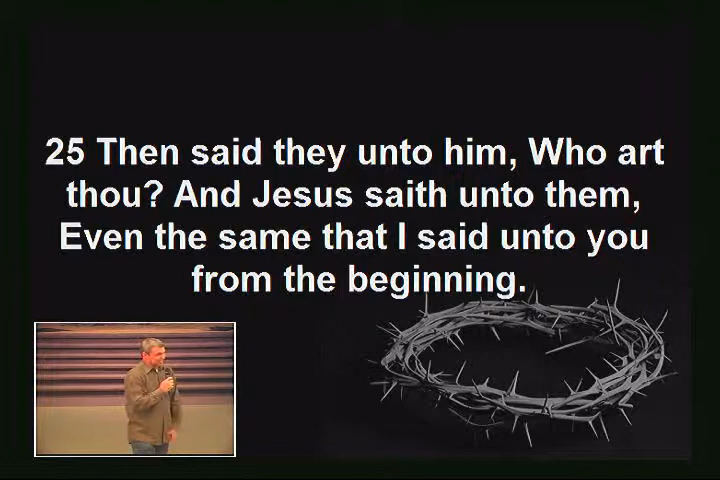 25 Then said they unto him, Who art
thou? And Jesus saith unto them,
Even the same that I said unto you
from the beginning.